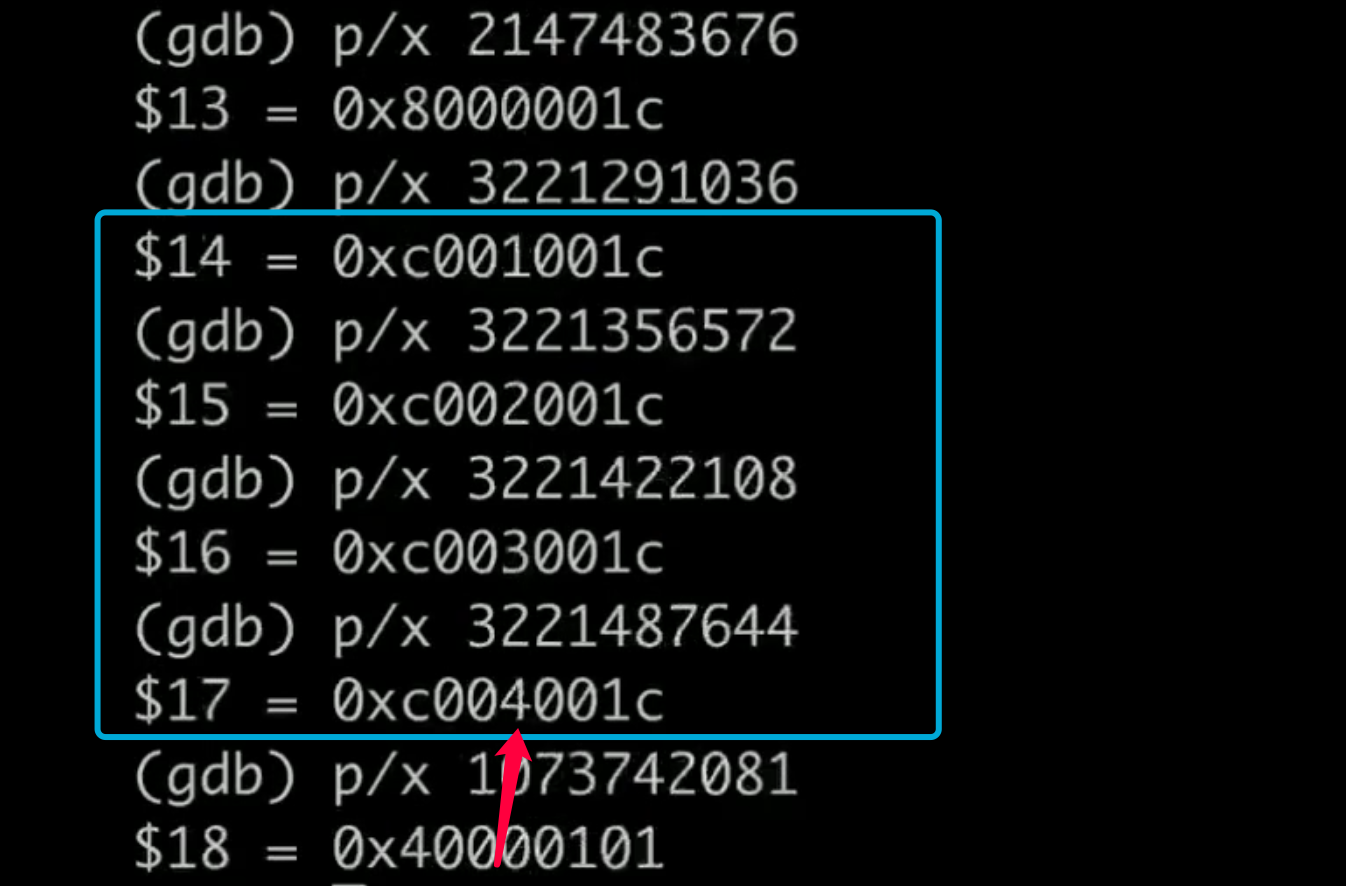 (gdb) p/x 2147483676
$13 = 0x8000001c
(gdb) p/x 3221291036
$14 = 0xc001001c
(gdb) p/x 3221356572
$15 = 0xc002001c
(gdb) p/x 3221422108
$16 = 0xc003001c
(gdb) p/x 3221487644
$17 = 0xc004001c
(gdb) p/x 1073742081
$18 = 0x40000101